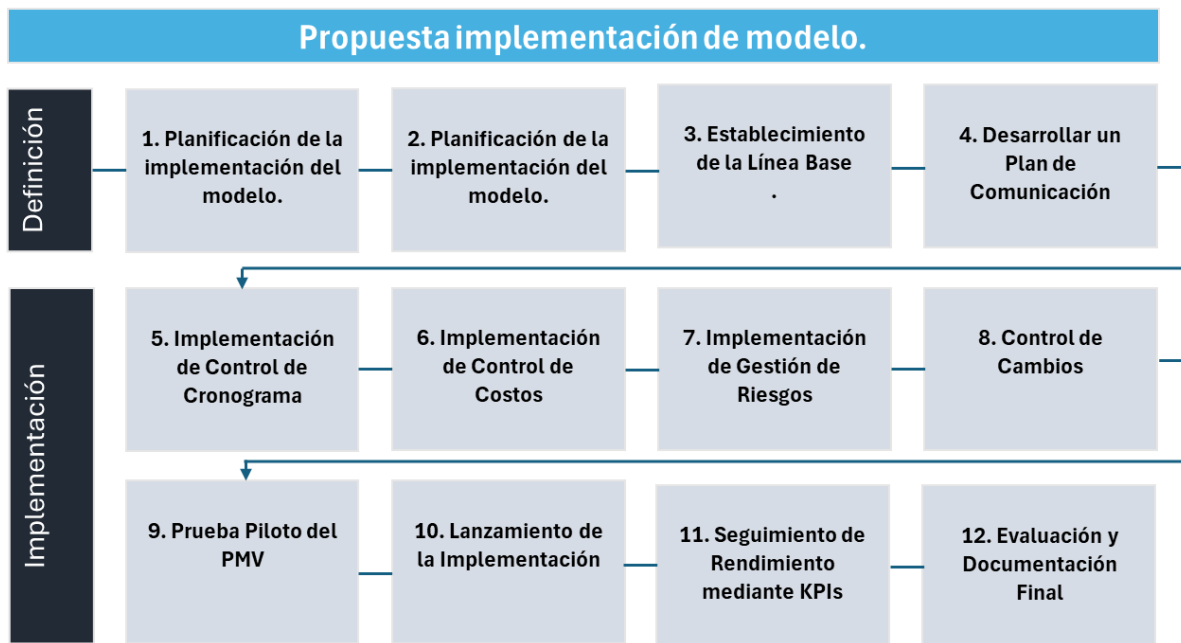 Propuesta implementación de modelo.
Definición
1. Planificación de la
implementación del
modelo.
2. Planificación de la
implementación del
modelo.
3. Establecimiento
de la Línea Base
.
4. Desarrollar un
Plan de
Comunicación
Implementación
5. Implementación
de Control de
Cronograma
6. Implementación
de Control de
Costos
7. Implementación
de Gestión de
Riesgos
8. Control de
Cambios
9. Prueba Piloto del
PMV
10. Lanzamiento de
la Implementación
11. Seguimiento de
Rendimiento
mediante KPIs
12. Evaluación y
Documentación
Final